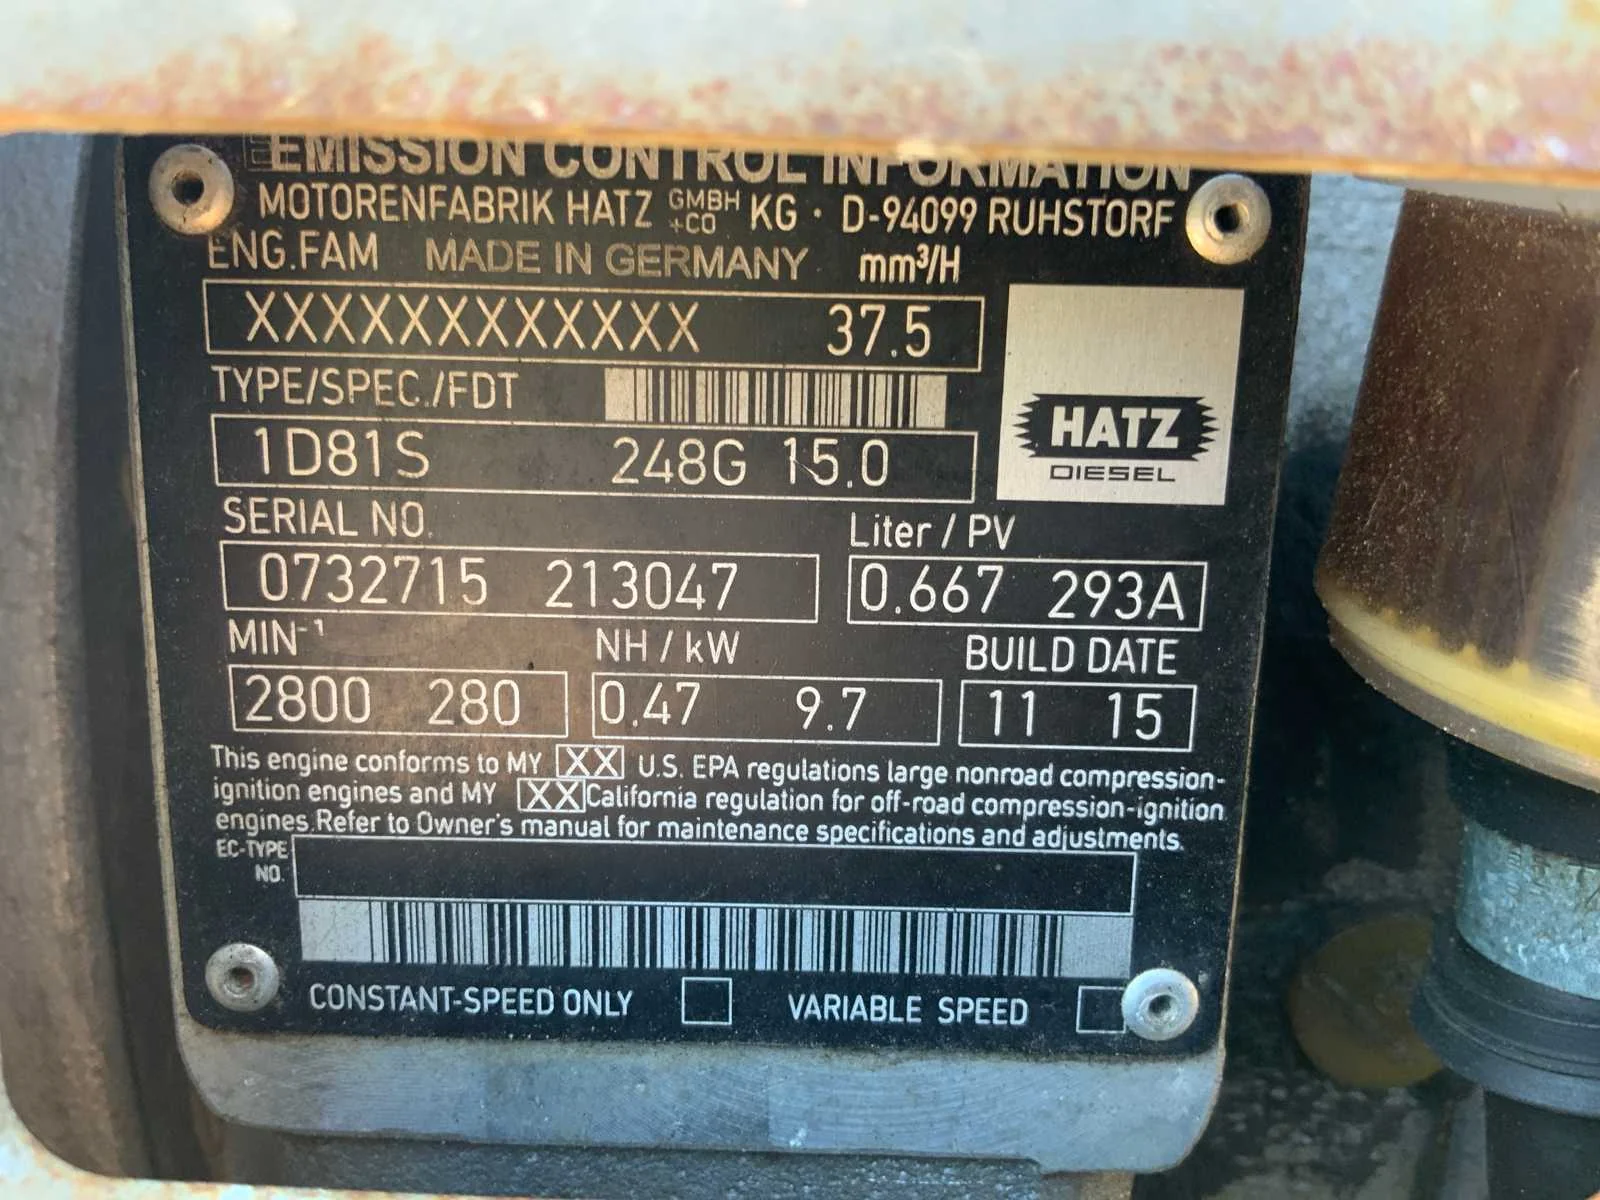 EMISSION CONTROL INFORMATION
MOTORENFABRIK HATZ GMBH +CO KG · D-94099 RUHSTORF
ENG.FAM MADE IN GERMANY mm³/H
XXXXXXXXXXXX 37.5
TYPE/SPEC./FDT
1D81S 248G 15.0
HATZ
DIESEL
SERIAL NO. Liter / PV
0732715 213047 0.667 293A
MIN-¹ NH / kW BUILD DATE
2800 280 0.47 9.7 11 15
This engine conforms to MY XX U.S. EPA regulations large nonroad compression-
ignition engines and MY XX California regulation for off-road compression-ignition
engines.Refer to Owner's manual for maintenance specifications and adjustments.
EC-TYPE
NO.
CONSTANT-SPEED ONLY VARIABLE SPEED